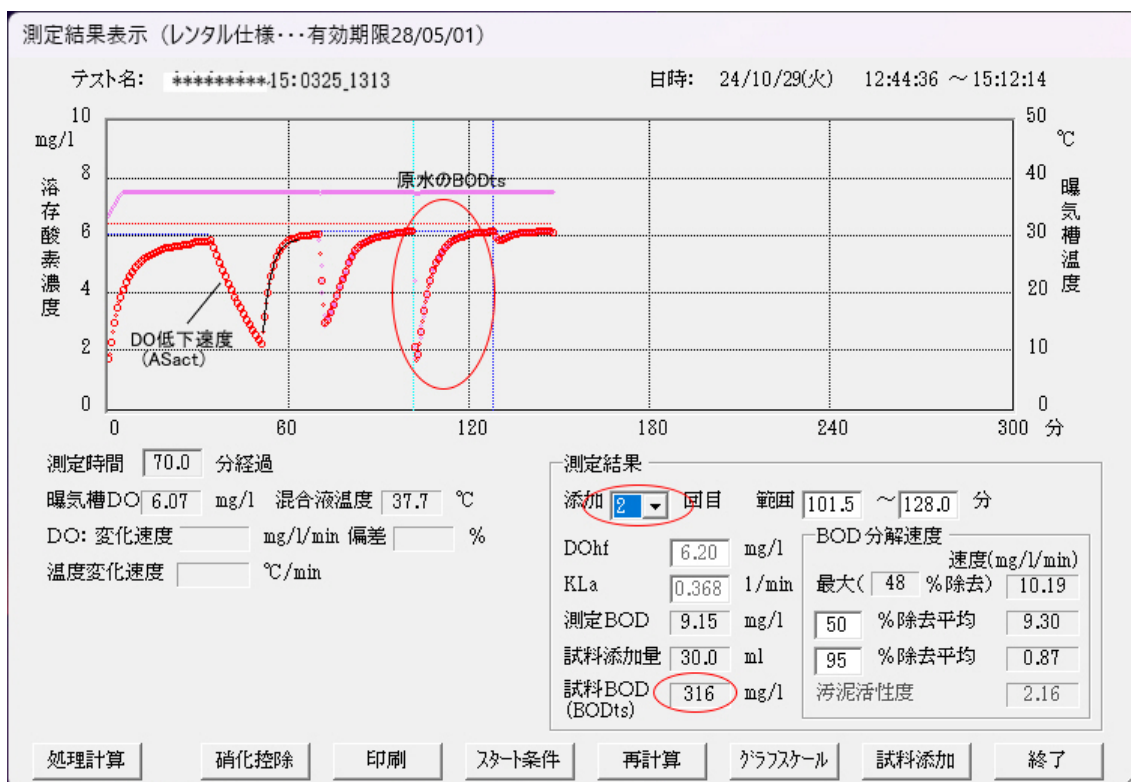 測定結果表示（レンタル仕様・・・有効期限28/05/01）
テスト名: *********15:0325_1313 日時: 24/10/29(火) 12:44:36 ～15:12:14
10 50
mg/l ℃
8 40
原水のBODts
溶存酸素濃度 曝気槽温度
6 30
4 20
DO低下速度
(ASact)
2 10
0 0
0 60 120 180 240 300 分
測定時間 70.0 分経過
曝気槽DO 6.07 mg/l 混合液温度 37.7 ℃
DO: 変化速度 mg/l/min 偏差 %
温度変化速度 ℃/min
測定結果
添加 2 回目 範囲 101.5 ～128.0 分
DOhf 6.20 mg/l
KLa 0.368 1/min
測定BOD 9.15 mg/l
試料添加量 30.0 ml
試料BOD 316 mg/l
(BODts)
BOD分解速度
速度(mg/l/min)
最大( 48 %除去) 10.19
50 %除去平均 9.30
95 %除去平均 0.87
汚泥活性度 2.16
処理計算 硝化控除 印刷 スタート条件 再計算 グラフスケール 試料添加 終了